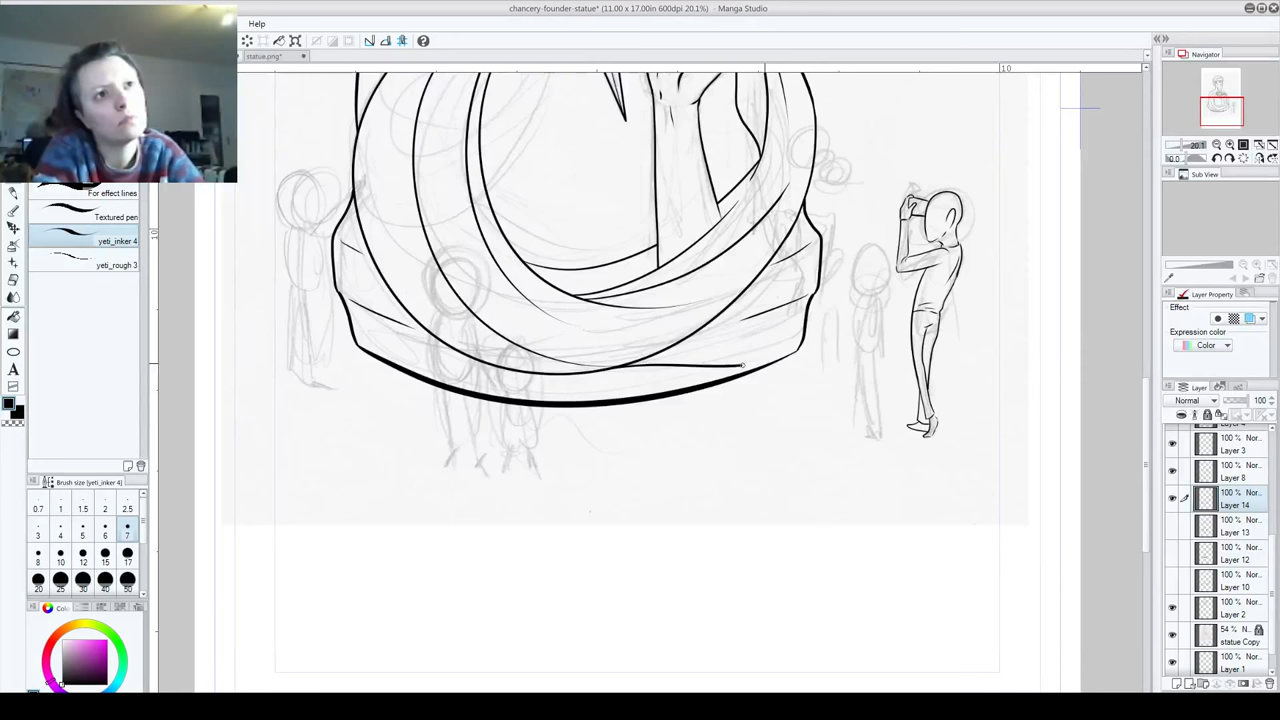 chancery-founder-statue* (11.00 x 17.00in 600dpi 20.1%) - Manga Studio
Help
statue.png*
10
For effect lines
Textured pen
yeti_inker 4
yeti_rough 3
Brush size [yeti_inker 4]
0.7 1 1.5 2 2.5
3 4 5 6 7
8 10 12 15 17
20 25 30 40 50
Navigator
20.1
0.0
Sub View
Layer Property
Effect
Expression color
Color
Layer
Normal 100
100 % Nor...
Layer 3
100 % Nor...
Layer 8
100 % Nor...
Layer 14
100 % Nor...
Layer 13
100 % Nor...
Layer 12
100 % Nor...
Layer 10
100 % Nor...
Layer 2
54 % N...
statue Copy
100 % Nor...
Layer 1